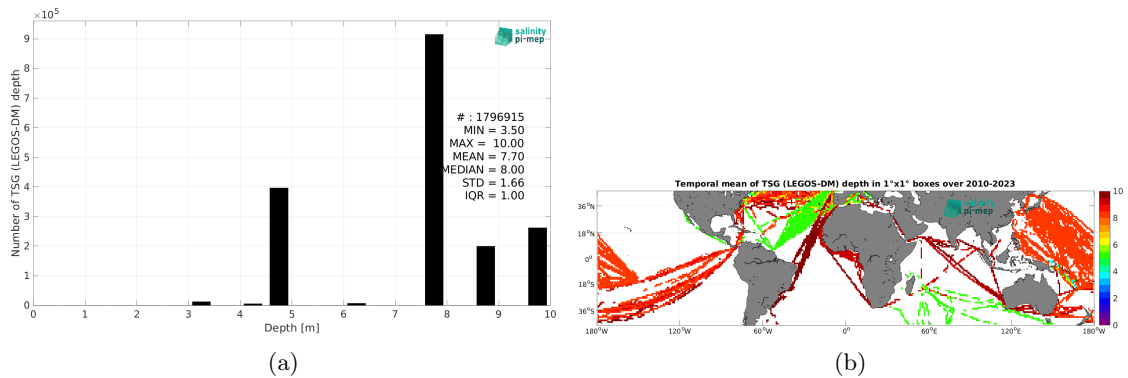 ×10⁵
9
8
7
6
5
4
3
2
1
0
Number of TSG (LEGOS-DM) depth
salinity
pi-mep
# : 1796915
MIN = 3.50
MAX = 10.00
MEAN = 7.70
MEDIAN = 8.00
STD = 1.66
IQR = 1.00
0 1 2 3 4 5 6 7 8 9 10
Depth [m]
(a)
Temporal mean of TSG (LEGOS-DM) depth in 1°x1° boxes over 2010-2023
salinity
pi-mep
36°N
18°N
0°
18°S
36°S
180°W 120°W 60°W 0° 60°E 120°E 180°W
10
8
6
4
2
0
(b)